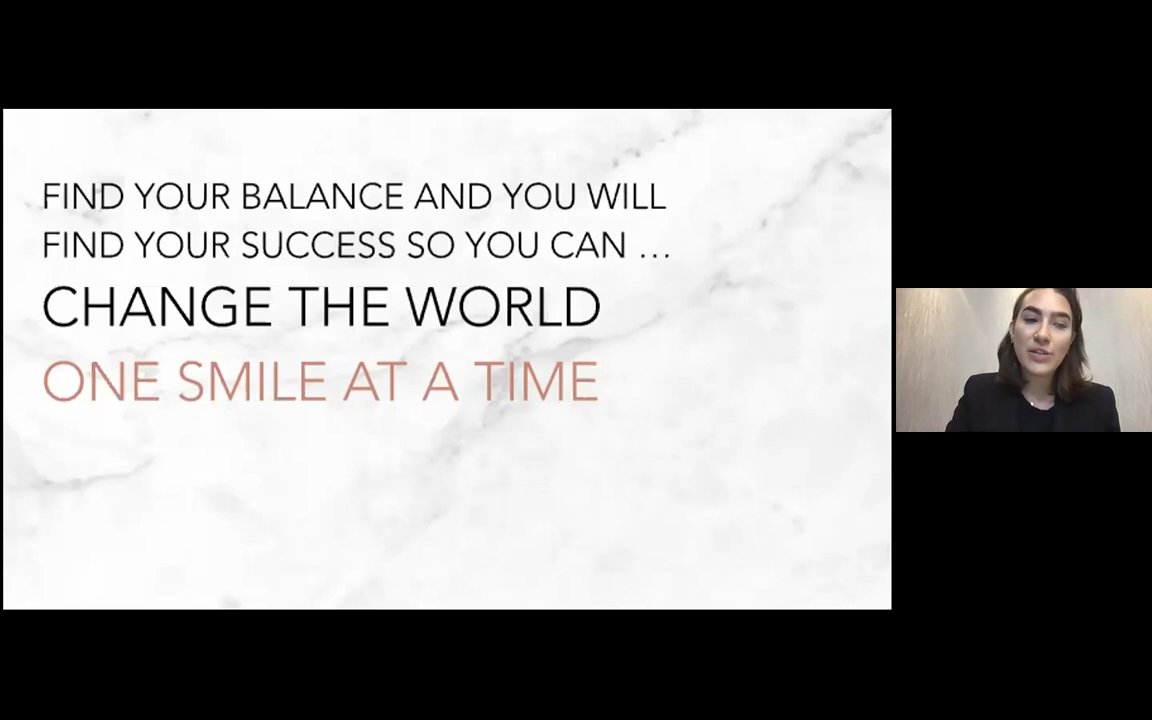 FIND YOUR BALANCE AND YOU WILL
FIND YOUR SUCCESS SO YOU CAN ...
CHANGE THE WORLD
ONE SMILE AT A TIME